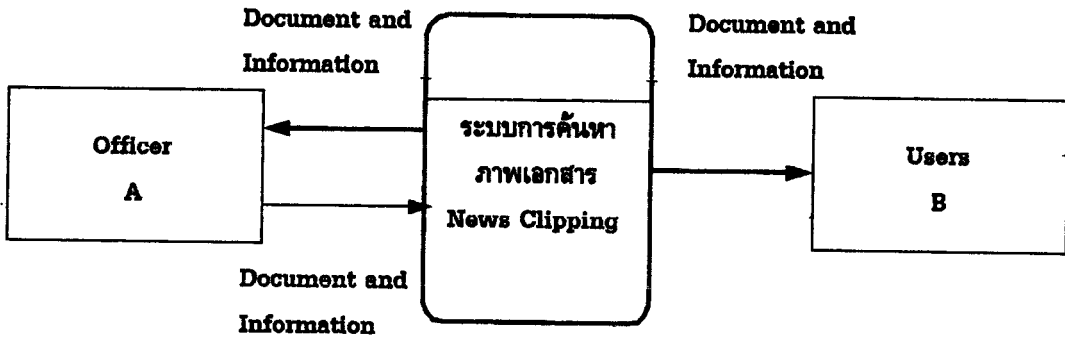 Document and
Information
Document and
Information
Officer
A
ระบบการค้นหา
ภาพเอกสาร
News Clipping
Users
B
Document and
Information